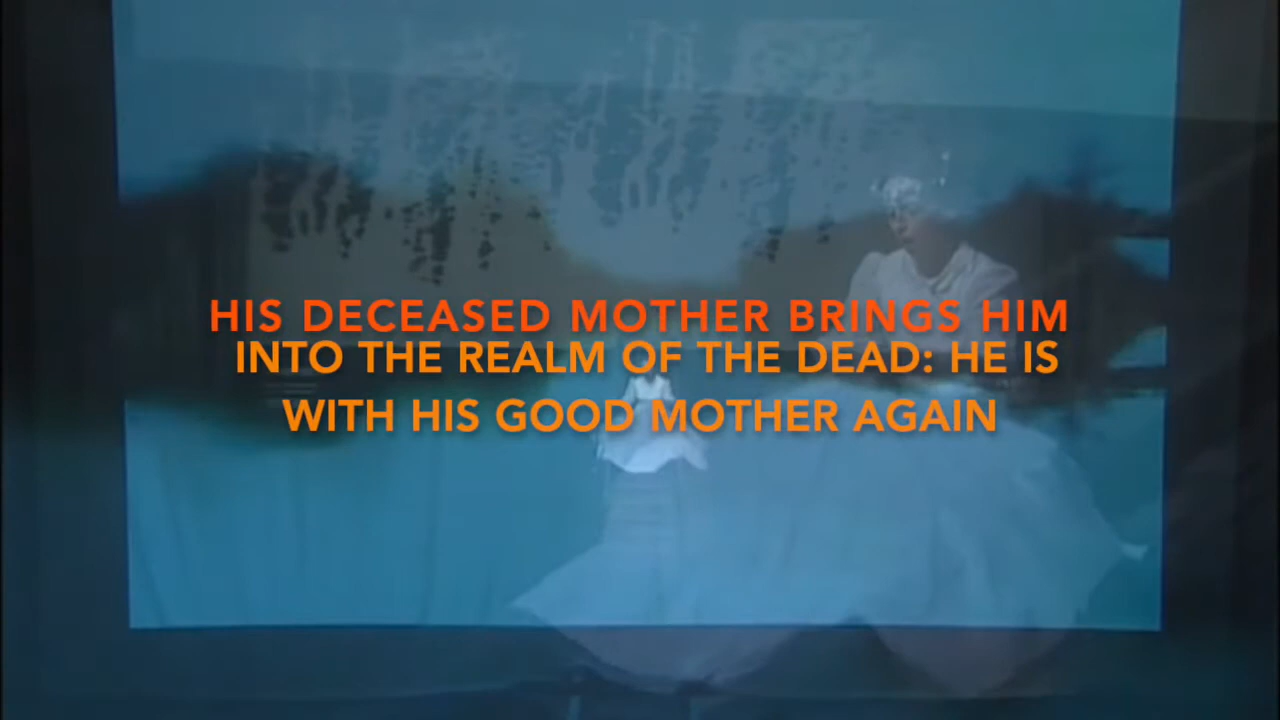 HIS DECEASED MOTHER BRINGS HIM
INTO THE REALM OF THE DEAD: HE IS
WITH HIS GOOD MOTHER AGAIN